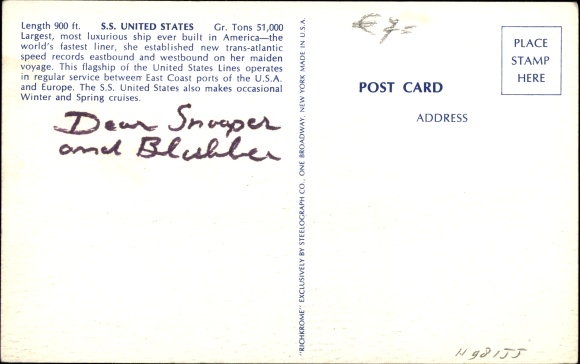 Length 900 ft. S.S. UNITED STATES Gr. Tons 51,000
Largest, most luxurious ship ever built in America—the
world's fastest liner, she established new trans-atlantic
speed records eastbound and westbound on her maiden
voyage. This flagship of the United States Lines operates
in regular service between East Coast ports of the U.S.A.
and Europe. The S.S. United States also makes occasional
Winter and Spring cruises.
Dear Snooper
and Blabber
"RICHKROME" EXCLUSIVELY BY STEELOGRAPH CO., ONE BROADWAY, NEW YORK MADE IN U.S.A.
€ 7=
PLACE
STAMP
HERE
POST CARD
ADDRESS
H 981JJ